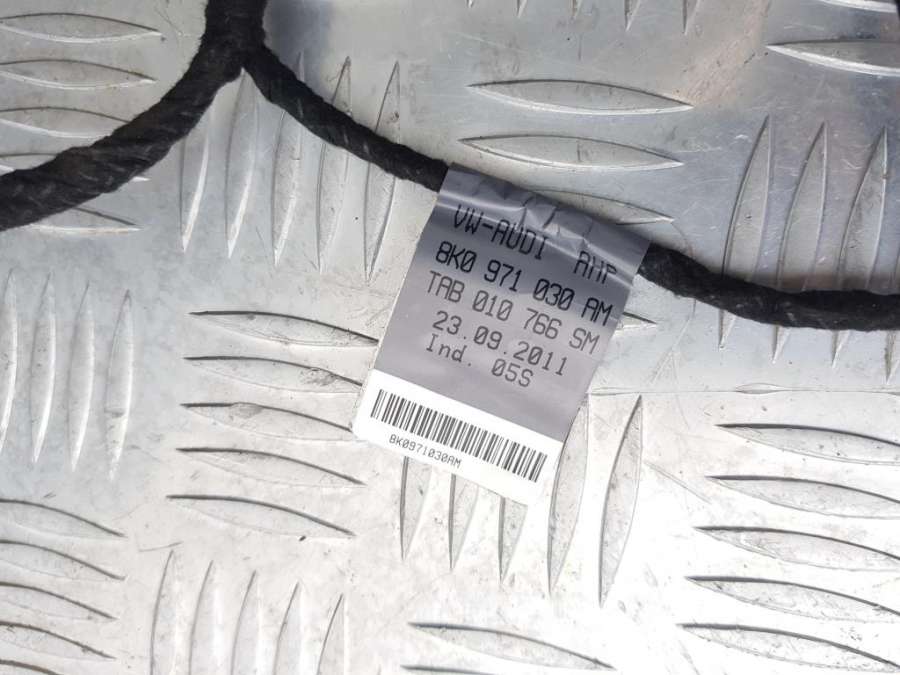 VW-AUDI AHP
8K0 971 030 AM
TAB 010 766 SM
23.09.2011
Ind. 05S
8K0971030AM